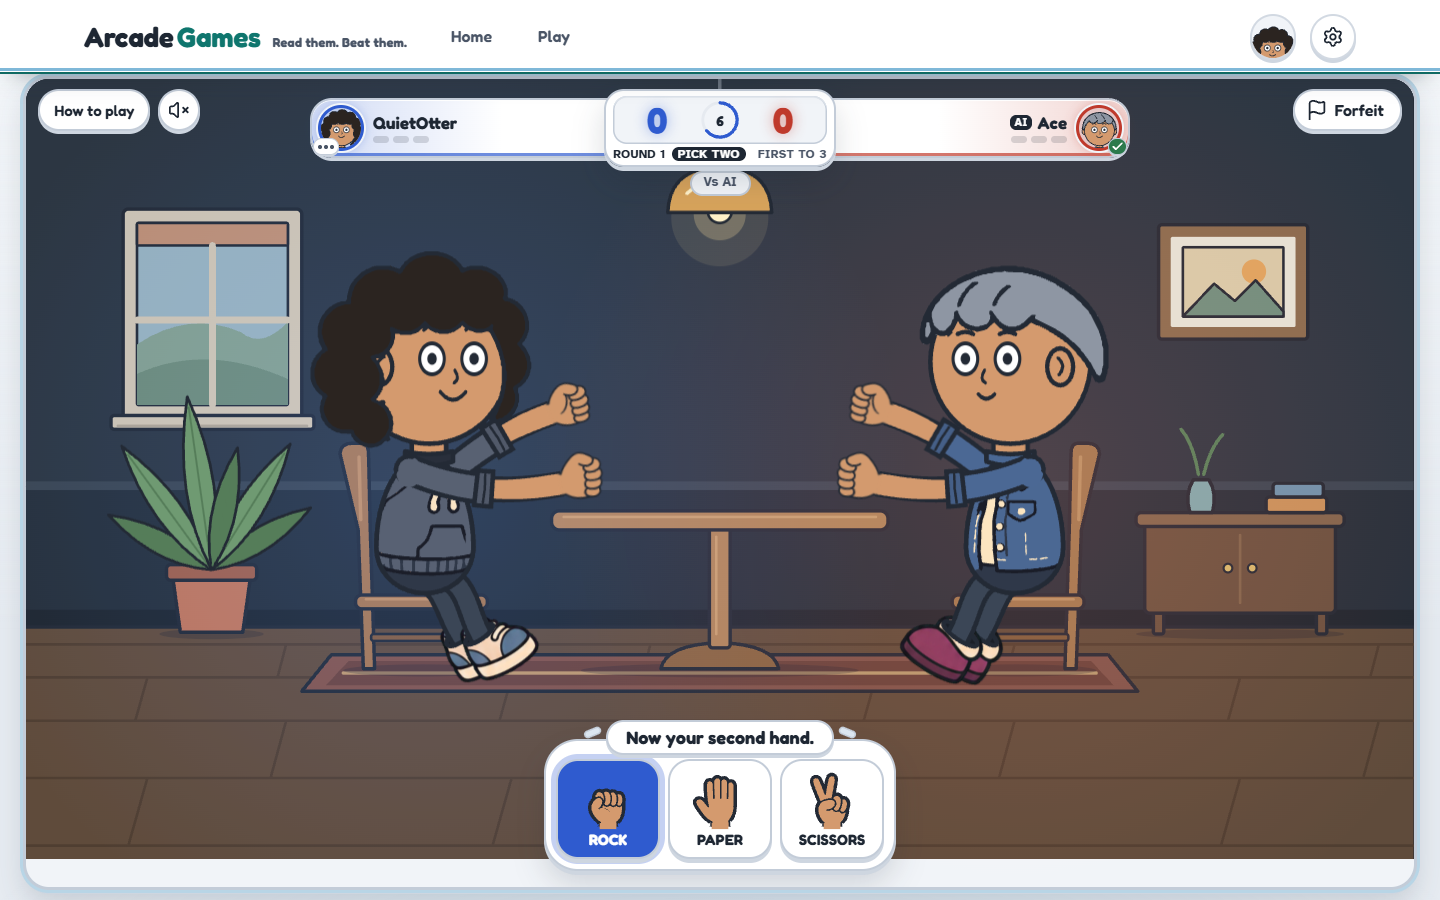 Arcade Games Read them. Beat them. Home Play
How to play
QuietOtter
0 6 0
ROUND 1 PICK TWO FIRST TO 3
AI Ace
Forfeit
Vs AI
Now your second hand.
ROCK PAPER SCISSORS